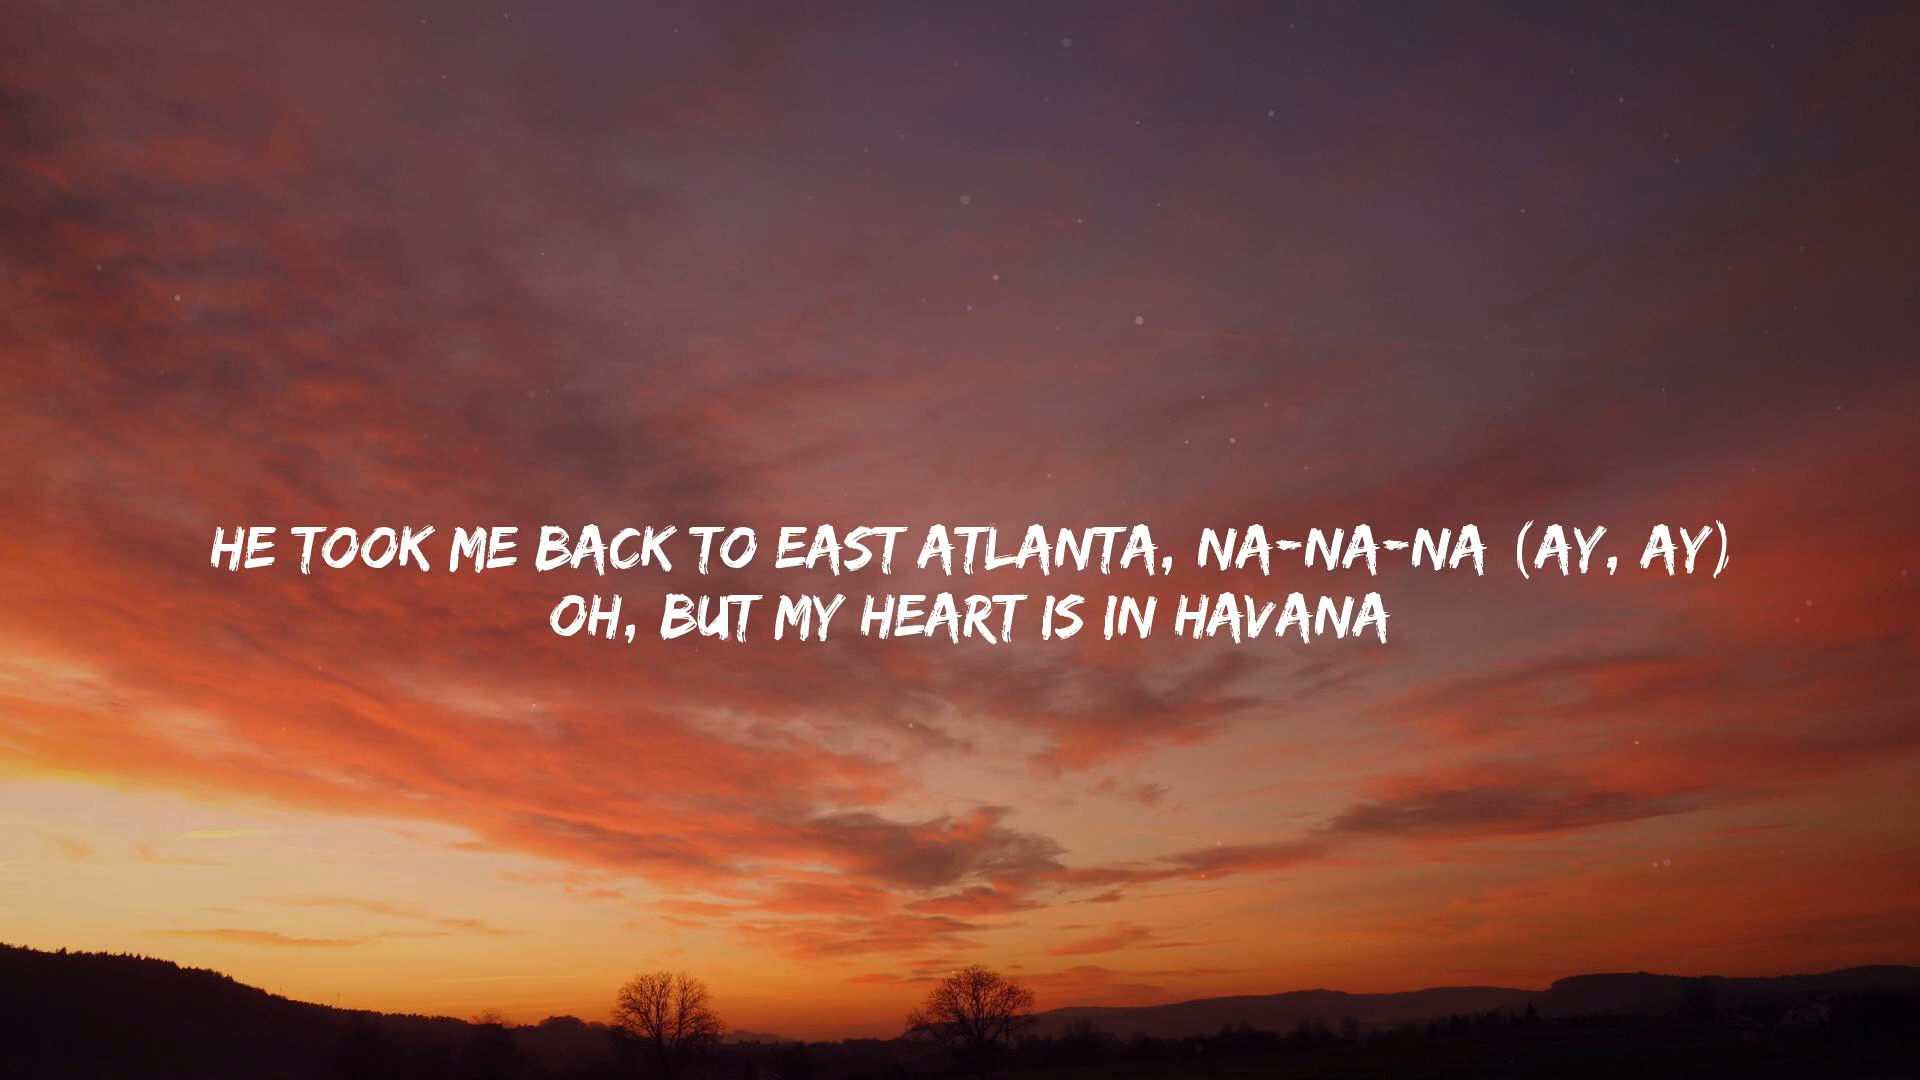 HE TOOK ME BACK TO EAST ATLANTA, NA-NA-NA (AY, AY)
OH, BUT MY HEART IS IN HAVANA